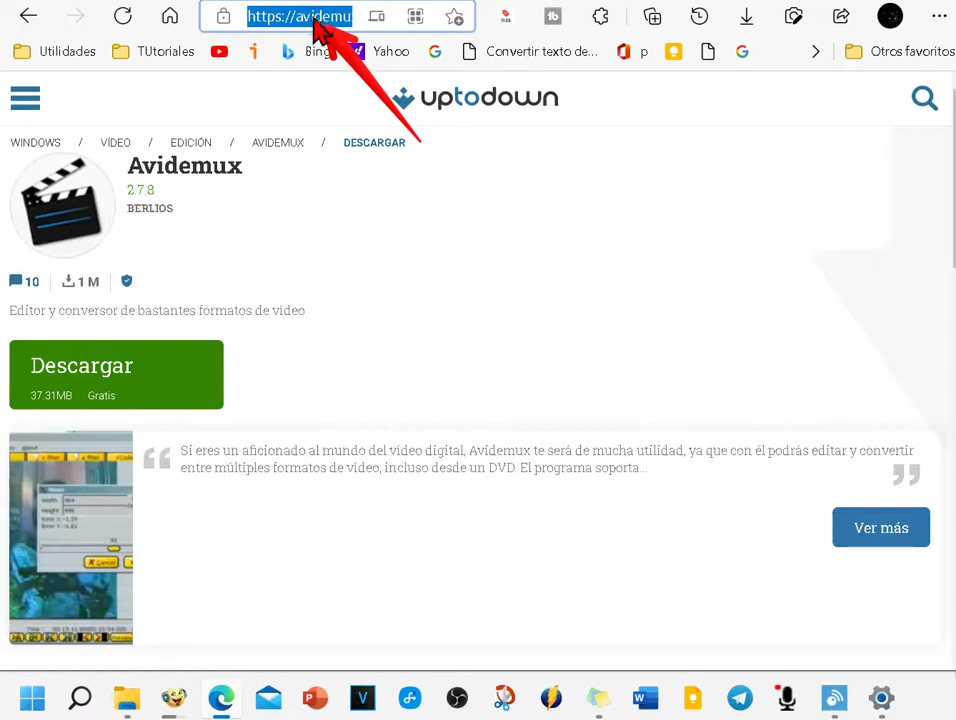 https://avidemu
Utilidades
TUtoriales
Bing
Yahoo
Convertir texto de...
p
Otros favoritos
uptodown
WINDOWS / VÍDEO / EDICIÓN / AVIDEMUX / DESCARGAR
Avidemux
2.7.8
BERLIOS
10
1 M
Editor y conversor de bastantes formatos de vídeo
Descargar
37.31MB Gratis
Si eres un aficionado al mundo del vídeo digital, Avidemux te será de mucha utilidad, ya que con él podrás editar y convertir
entre múltiples formatos de vídeo, incluso desde un DVD. El programa soporta...
Ver más